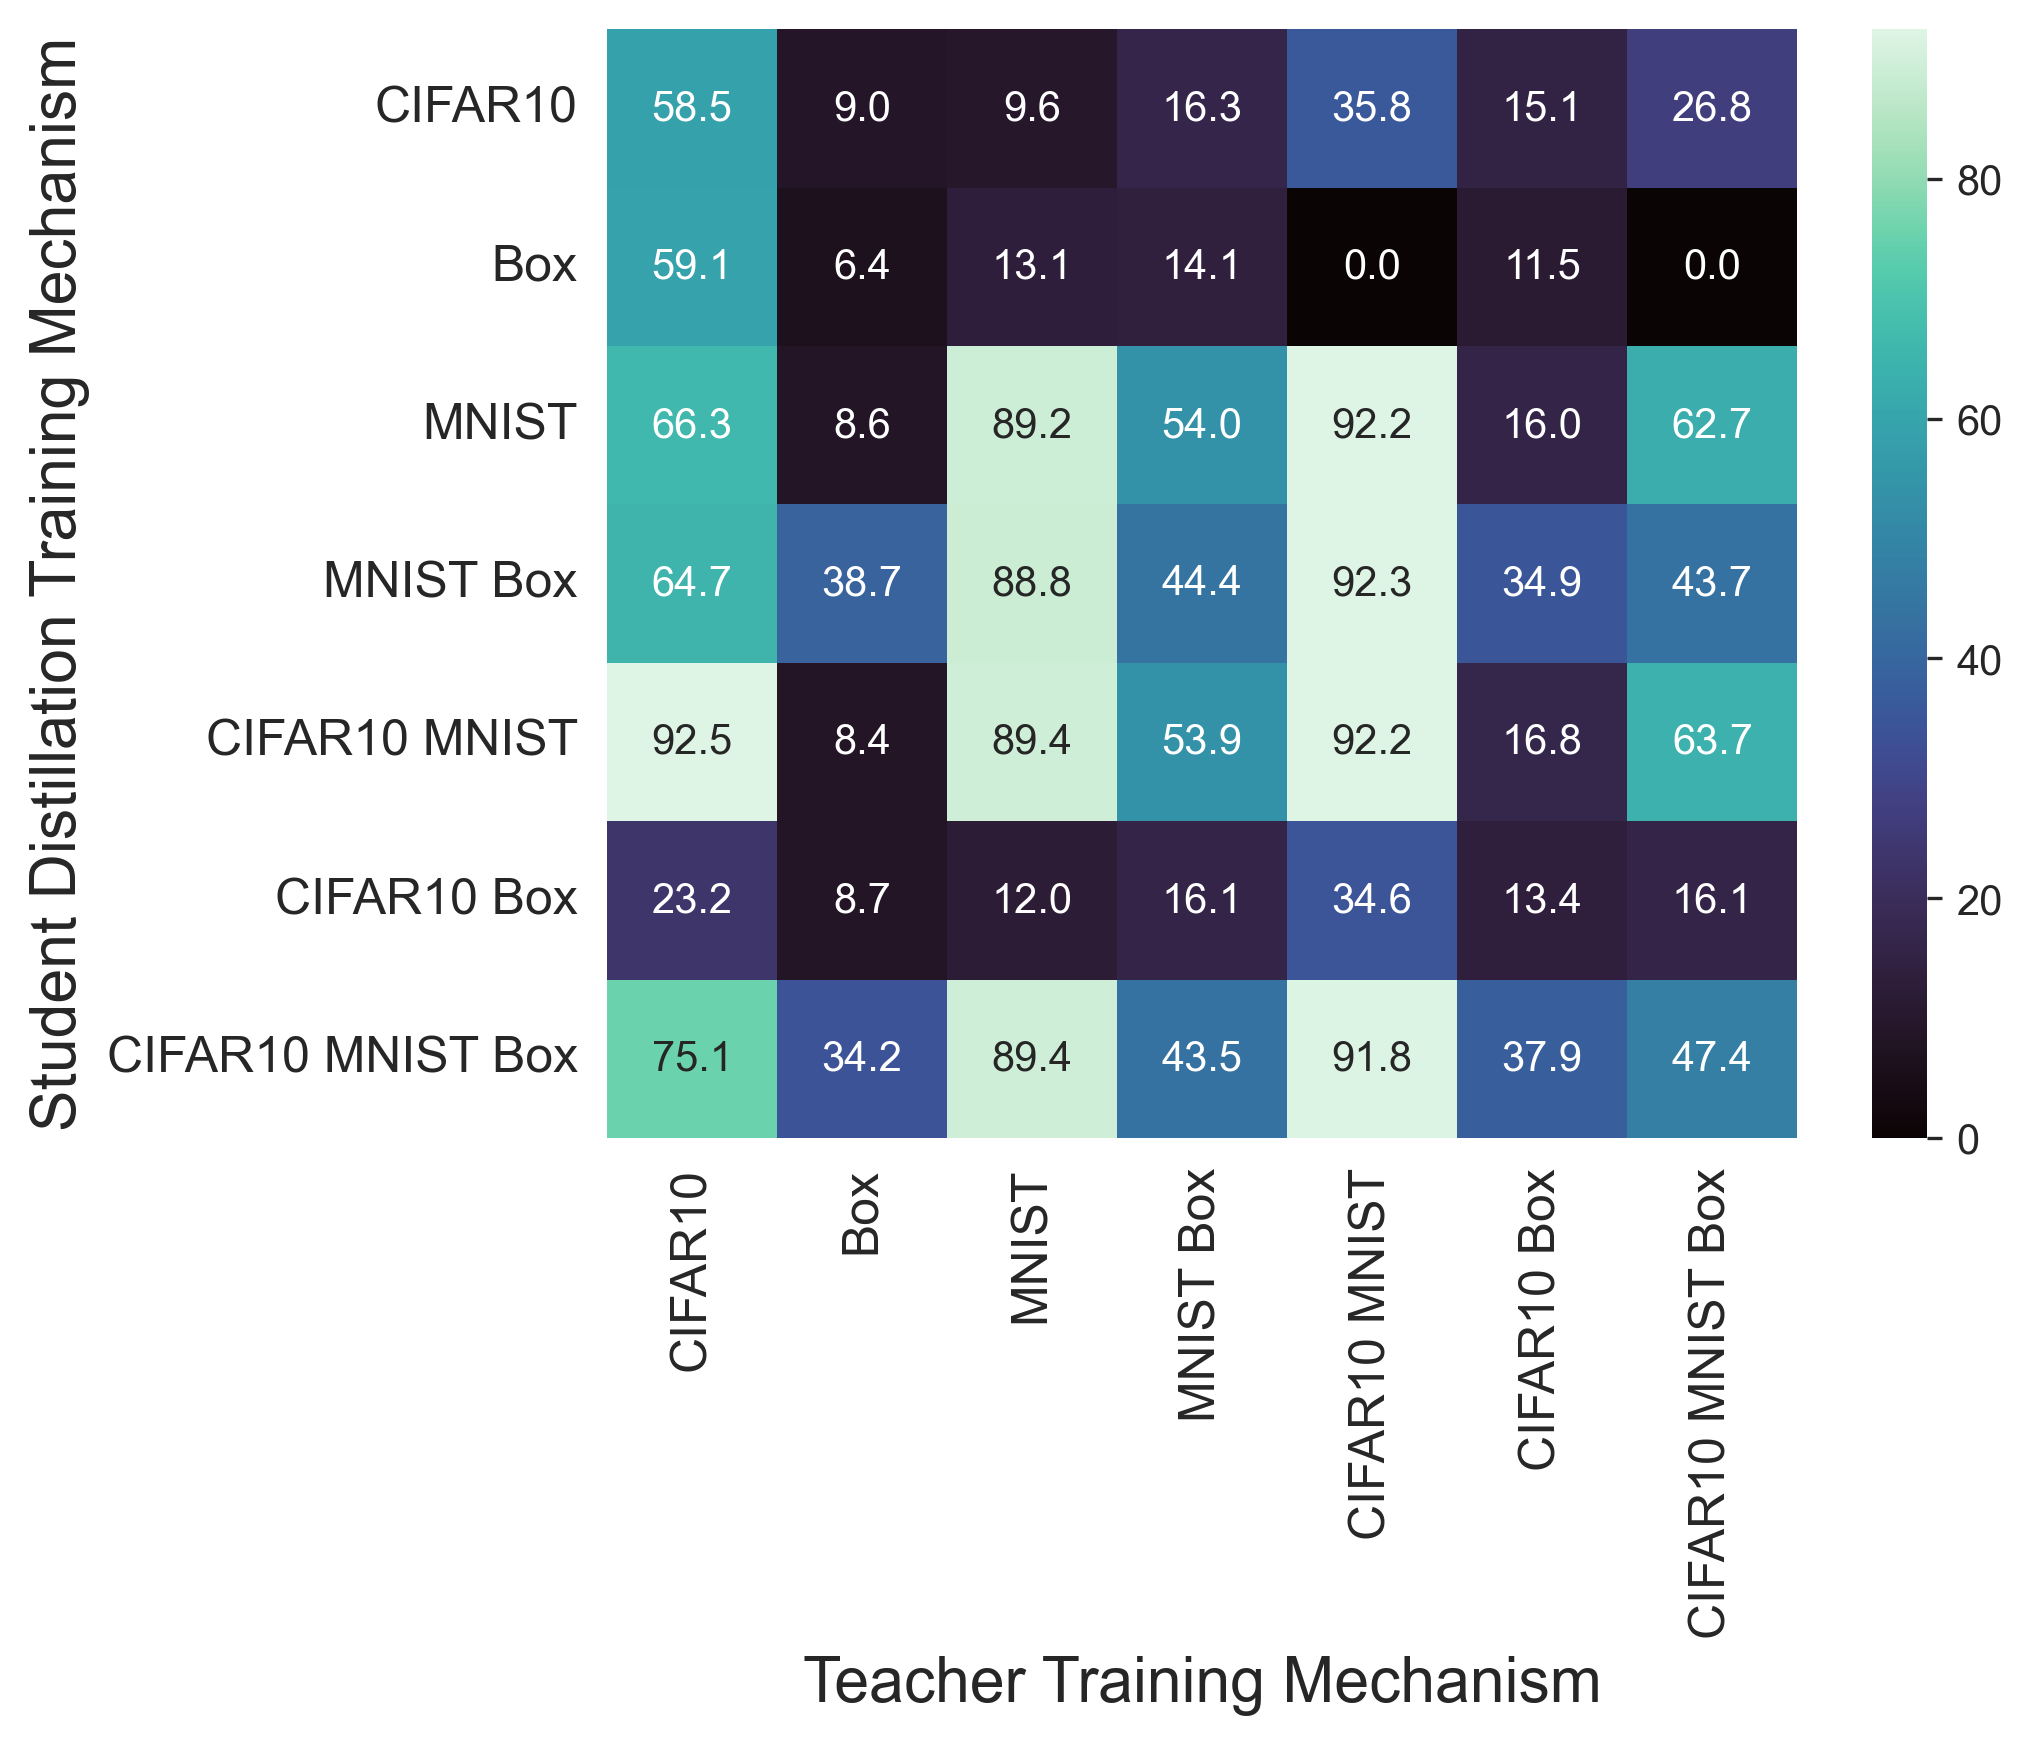 Student Distillation Training Mechanism
CIFAR10 58.5 9.0 9.6 16.3 35.8 15.1 26.8
Box 59.1 6.4 13.1 14.1 0.0 11.5 0.0
MNIST 66.3 8.6 89.2 54.0 92.2 16.0 62.7
MNIST Box 64.7 38.7 88.8 44.4 92.3 34.9 43.7
CIFAR10 MNIST 92.5 8.4 89.4 53.9 92.2 16.8 63.7
CIFAR10 Box 23.2 8.7 12.0 16.1 34.6 13.4 16.1
CIFAR10 MNIST Box 75.1 34.2 89.4 43.5 91.8 37.9 47.4
CIFAR10
Box
MNIST
MNIST Box
CIFAR10 MNIST
CIFAR10 Box
CIFAR10 MNIST Box
Teacher Training Mechanism
80
60
40
20
0